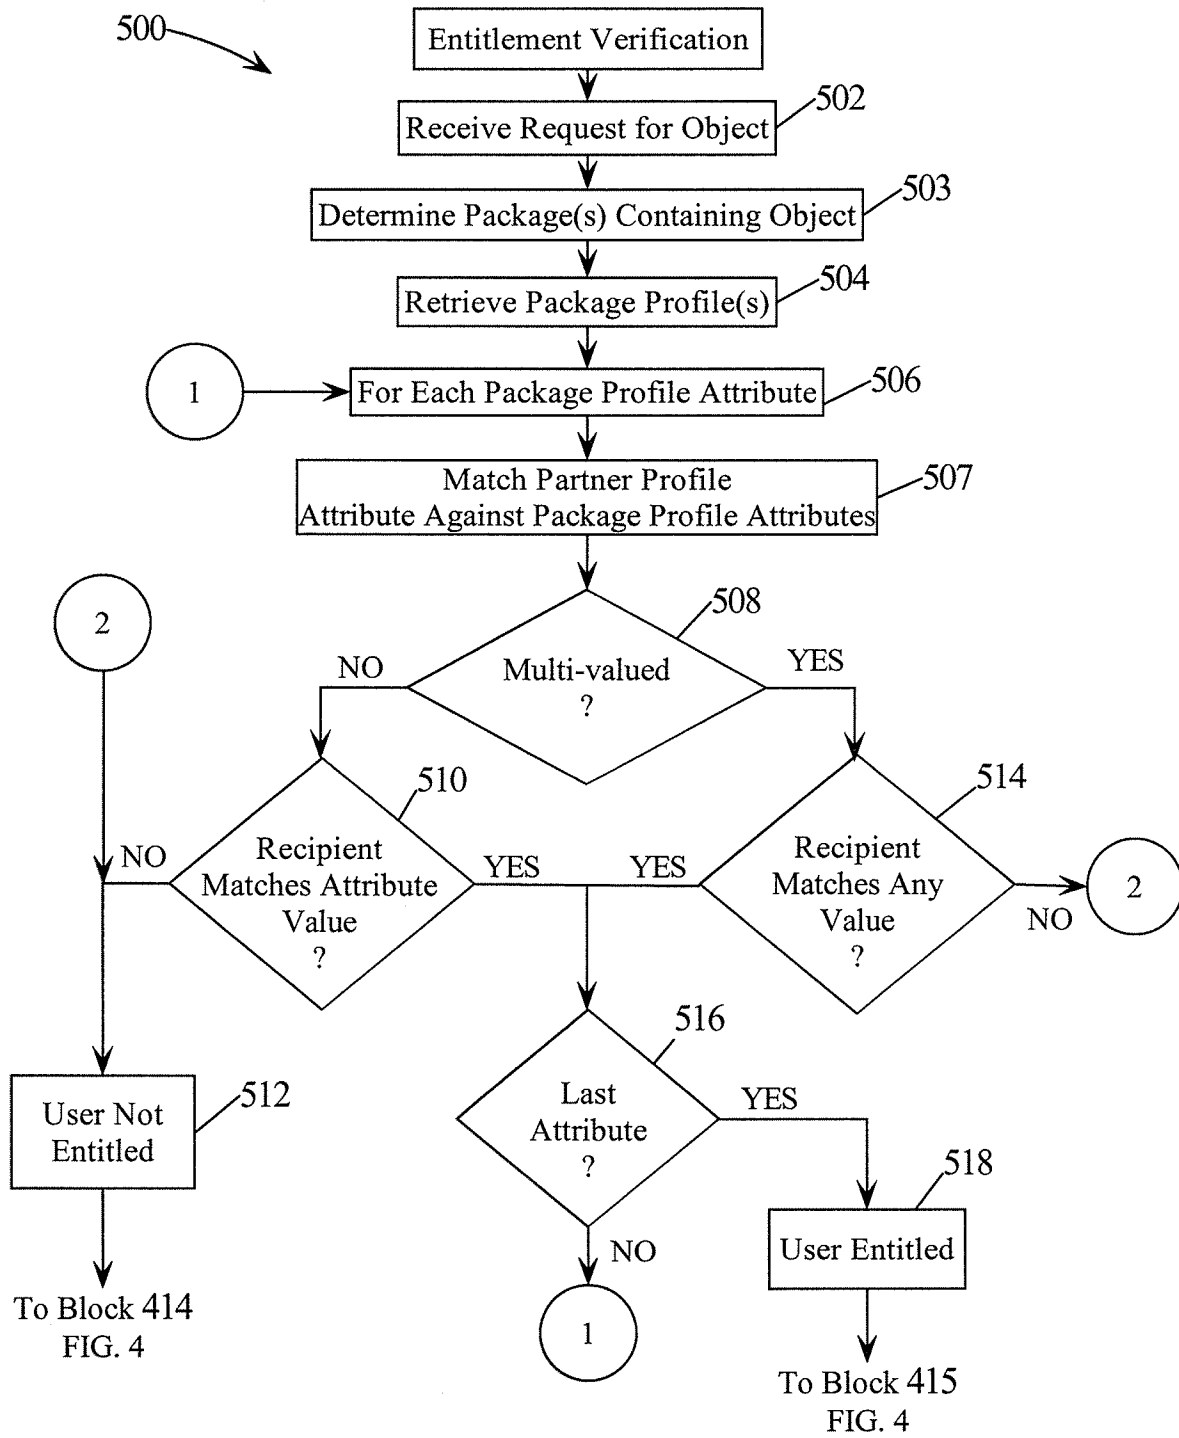 500
Entitlement Verification
502
Receive Request for Object
503
Determine Package(s) Containing Object
504
Retrieve Package Profile(s)
1
For Each Package Profile Attribute
506
Match Partner Profile
Attribute Against Package Profile Attributes
507
2
508
NO
Multi-valued
?
YES
510
514
NO
Recipient
Matches Attribute
Value
?
YES
YES
Recipient
Matches Any
Value
?
NO
2
516
User Not
Entitled
512
Last
Attribute
?
YES
518
NO
User Entitled
To Block 414
FIG. 4
1
To Block 415
FIG. 4